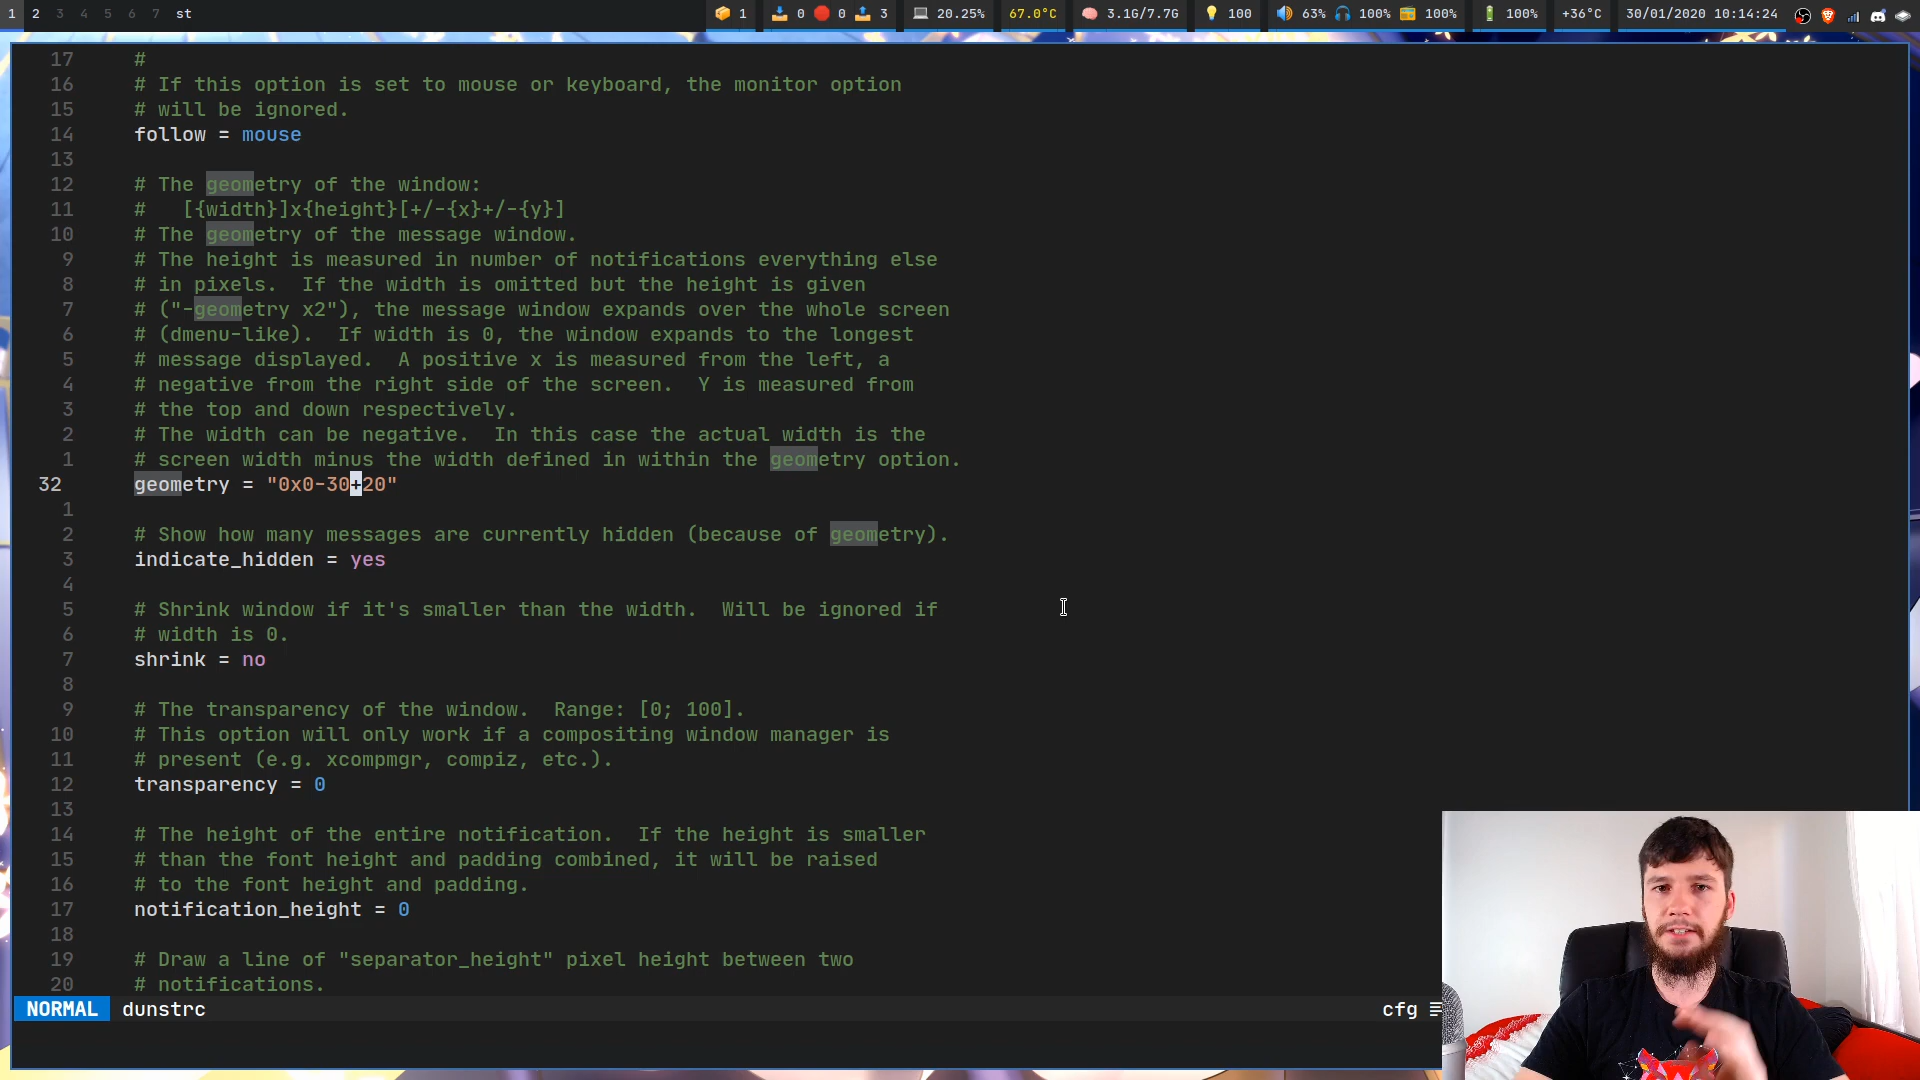 1 2 3 4 5 6 7 st 1 0 0 3 20.25% 67.0°C 3.1G/7.7G 100 63% 100% 100% 100% +36°C 30/01/2020 10:14:24
17 #
16 # If this option is set to mouse or keyboard, the monitor option
15 # will be ignored.
14 follow = mouse
13
12 # The geometry of the window:
11 #   [{width}]x{height}[+/-{x}+/-{y}]
10 # The geometry of the message window.
9 # The height is measured in number of notifications everything else
8 # in pixels.  If the width is omitted but the height is given
7 # ("-geometry x2"), the message window expands over the whole screen
6 # (dmenu-like).  If width is 0, the window expands to the longest
5 # message displayed.  A positive x is measured from the left, a
4 # negative from the right side of the screen.  Y is measured from
3 # the top and down respectively.
2 # The width can be negative.  In this case the actual width is the
1 # screen width minus the width defined in within the geometry option.
32 geometry = "0x0-30+20"
1
2 # Show how many messages are currently hidden (because of geometry).
3 indicate_hidden = yes
4
5 # Shrink window if it's smaller than the width.  Will be ignored if
6 # width is 0.
7 shrink = no
8
9 # The transparency of the window.  Range: [0; 100].
10 # This option will only work if a compositing window manager is
11 # present (e.g. xcompmgr, compiz, etc.).
12 transparency = 0
13
14 # The height of the entire notification.  If the height is smaller
15 # than the font height and padding combined, it will be raised
16 # to the font height and padding.
17 notification_height = 0
18
19 # Draw a line of "separator_height" pixel height between two
20 # notifications.
NORMAL dunstrc cfg